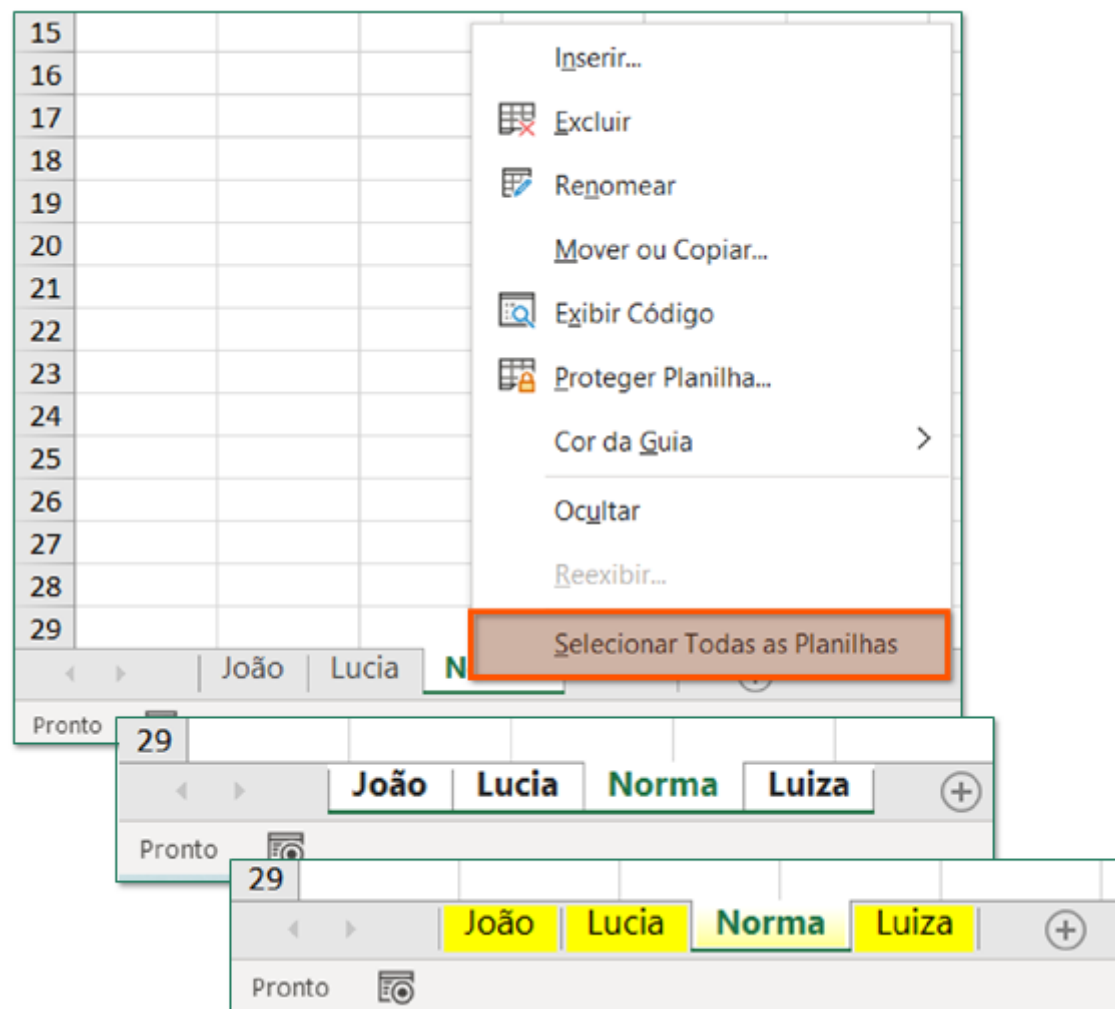 15
16
17
18
19
20
21
22
23
24
25
26
27
28
29
Inserir...
Excluir
Renomear
Mover ou Copiar...
Exibir Código
Proteger Planilha...
Cor da Guia
Ocultar
Reexibir...
Selecionar Todas as Planilhas
João Lucia N
Pronto
29
João Lucia Norma Luiza
Pronto
29
João Lucia Norma Luiza
Pronto